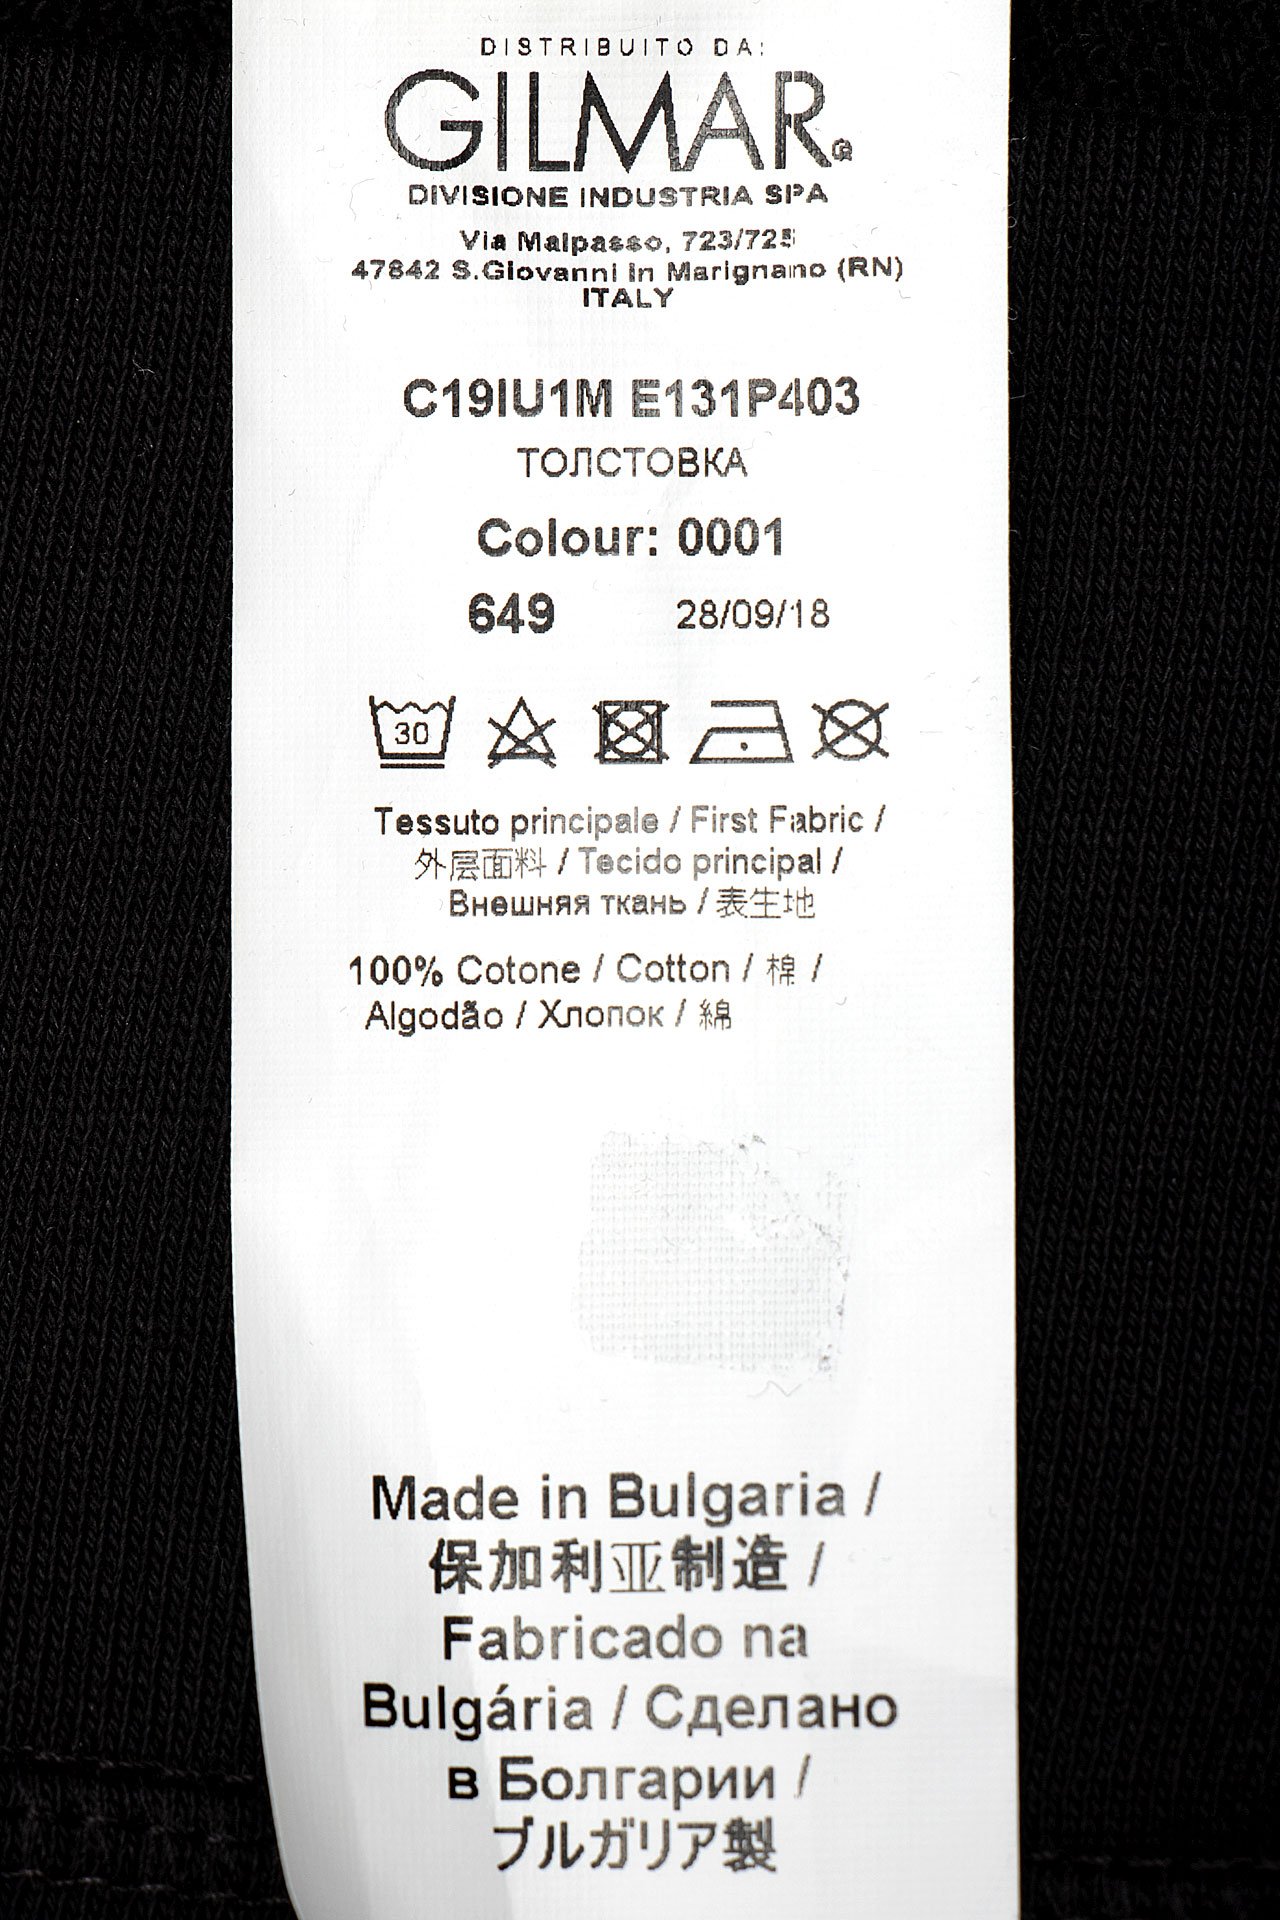 DISTRIBUITO DA:
GILMAR®
DIVISIONE INDUSTRIA SPA
Via Malpasso, 723/725
47842 S.Giovanni in Marignano (RN)
ITALY
C19IU1M E131P403
ТОЛСТОВКА
Colour: 0001
649 28/09/18
30
Tessuto principale / First Fabric /
外层面料 / Tecido principal /
Внешняя ткань / 表生地
100% Cotone / Cotton / 棉 /
Algodão / Хлопок / 綿
Made in Bulgaria /
保加利亚制造 /
Fabricado na
Bulgária / Сделано
в Болгарии /
ブルガリア製